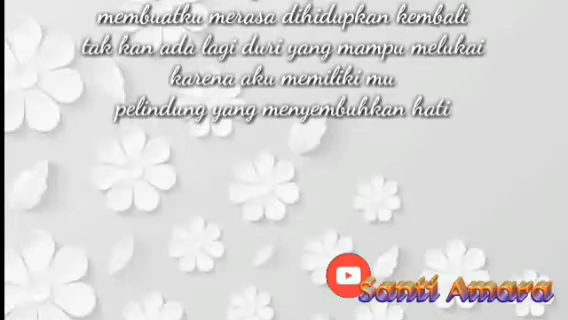 membuatku merasa dihidupkan kembali
tak kan ada lagi duri yang mampu melukai
karena aku memiliki mu
pelindung yang menyembuhkan hati
Santi Amara